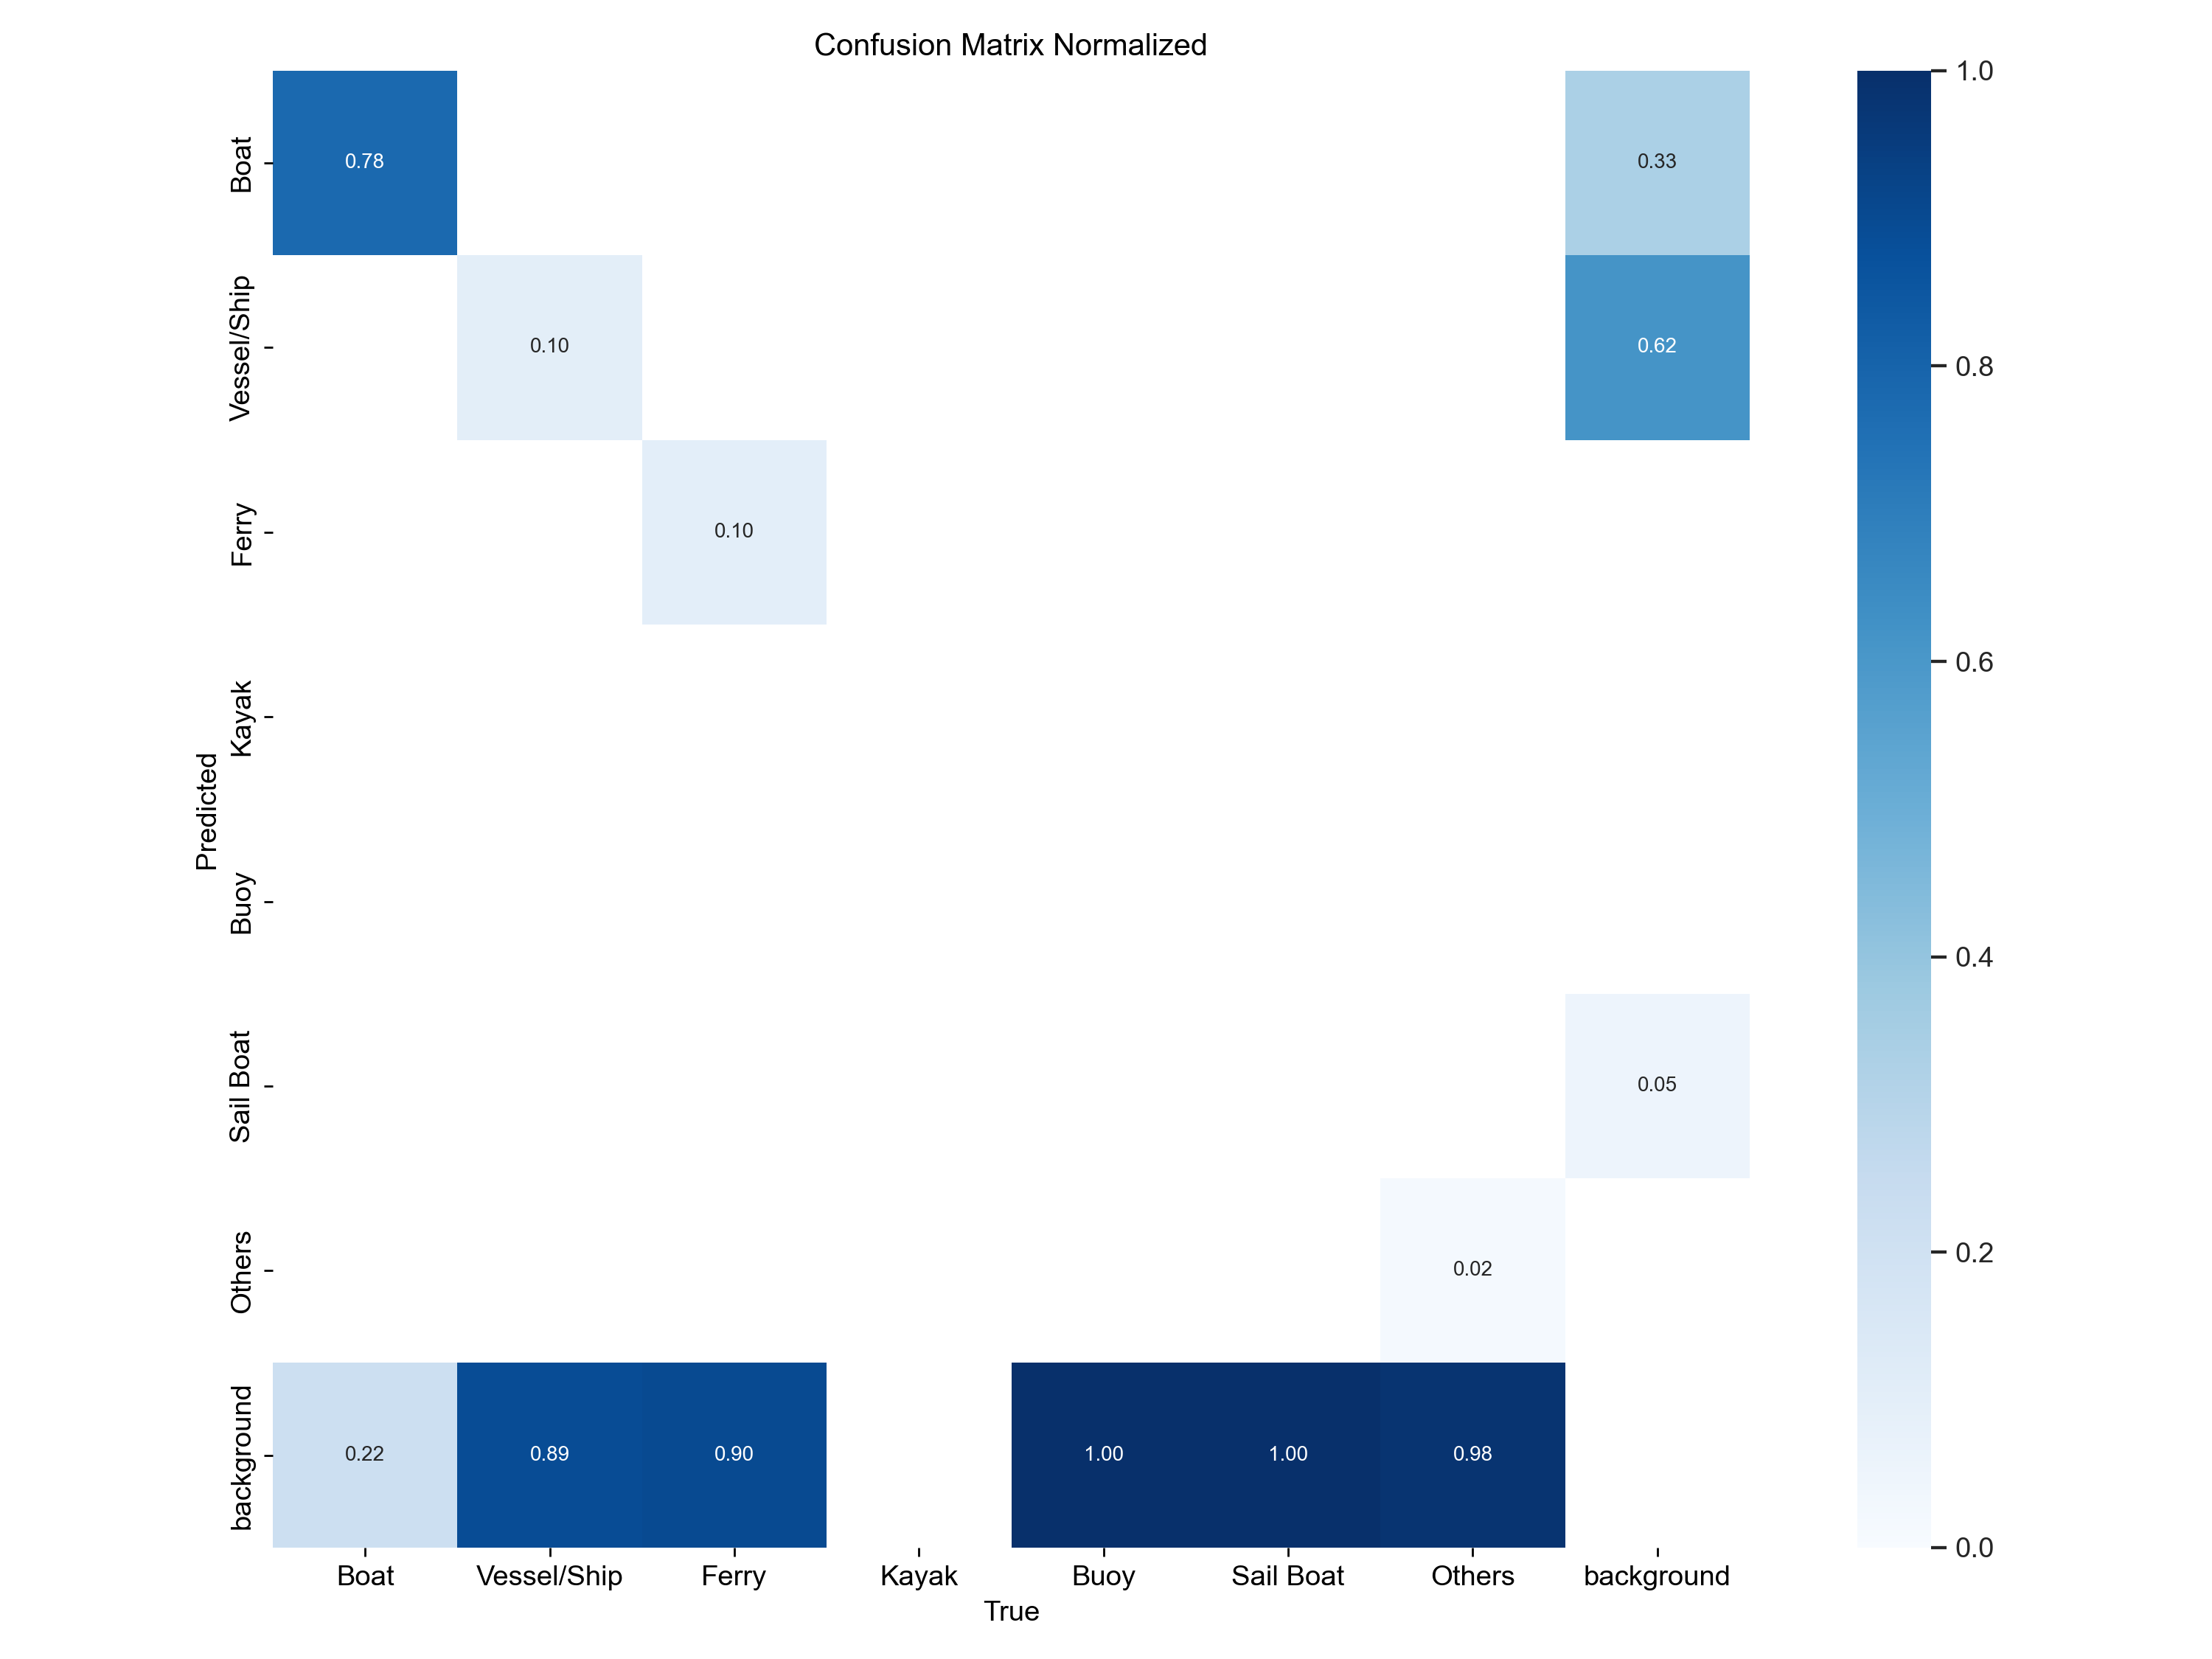 Confusion Matrix Normalized
Boat
0.78
0.33
1.0
Vessel/Ship
0.10
0.62
0.8
Ferry
0.10
0.6
Kayak
Predicted
Buoy
0.4
Sail Boat
0.05
Others
0.02
0.2
background
0.22
0.89
0.90
1.00
1.00
0.98
0.0
Boat Vessel/Ship Ferry Kayak Buoy Sail Boat Others background
True